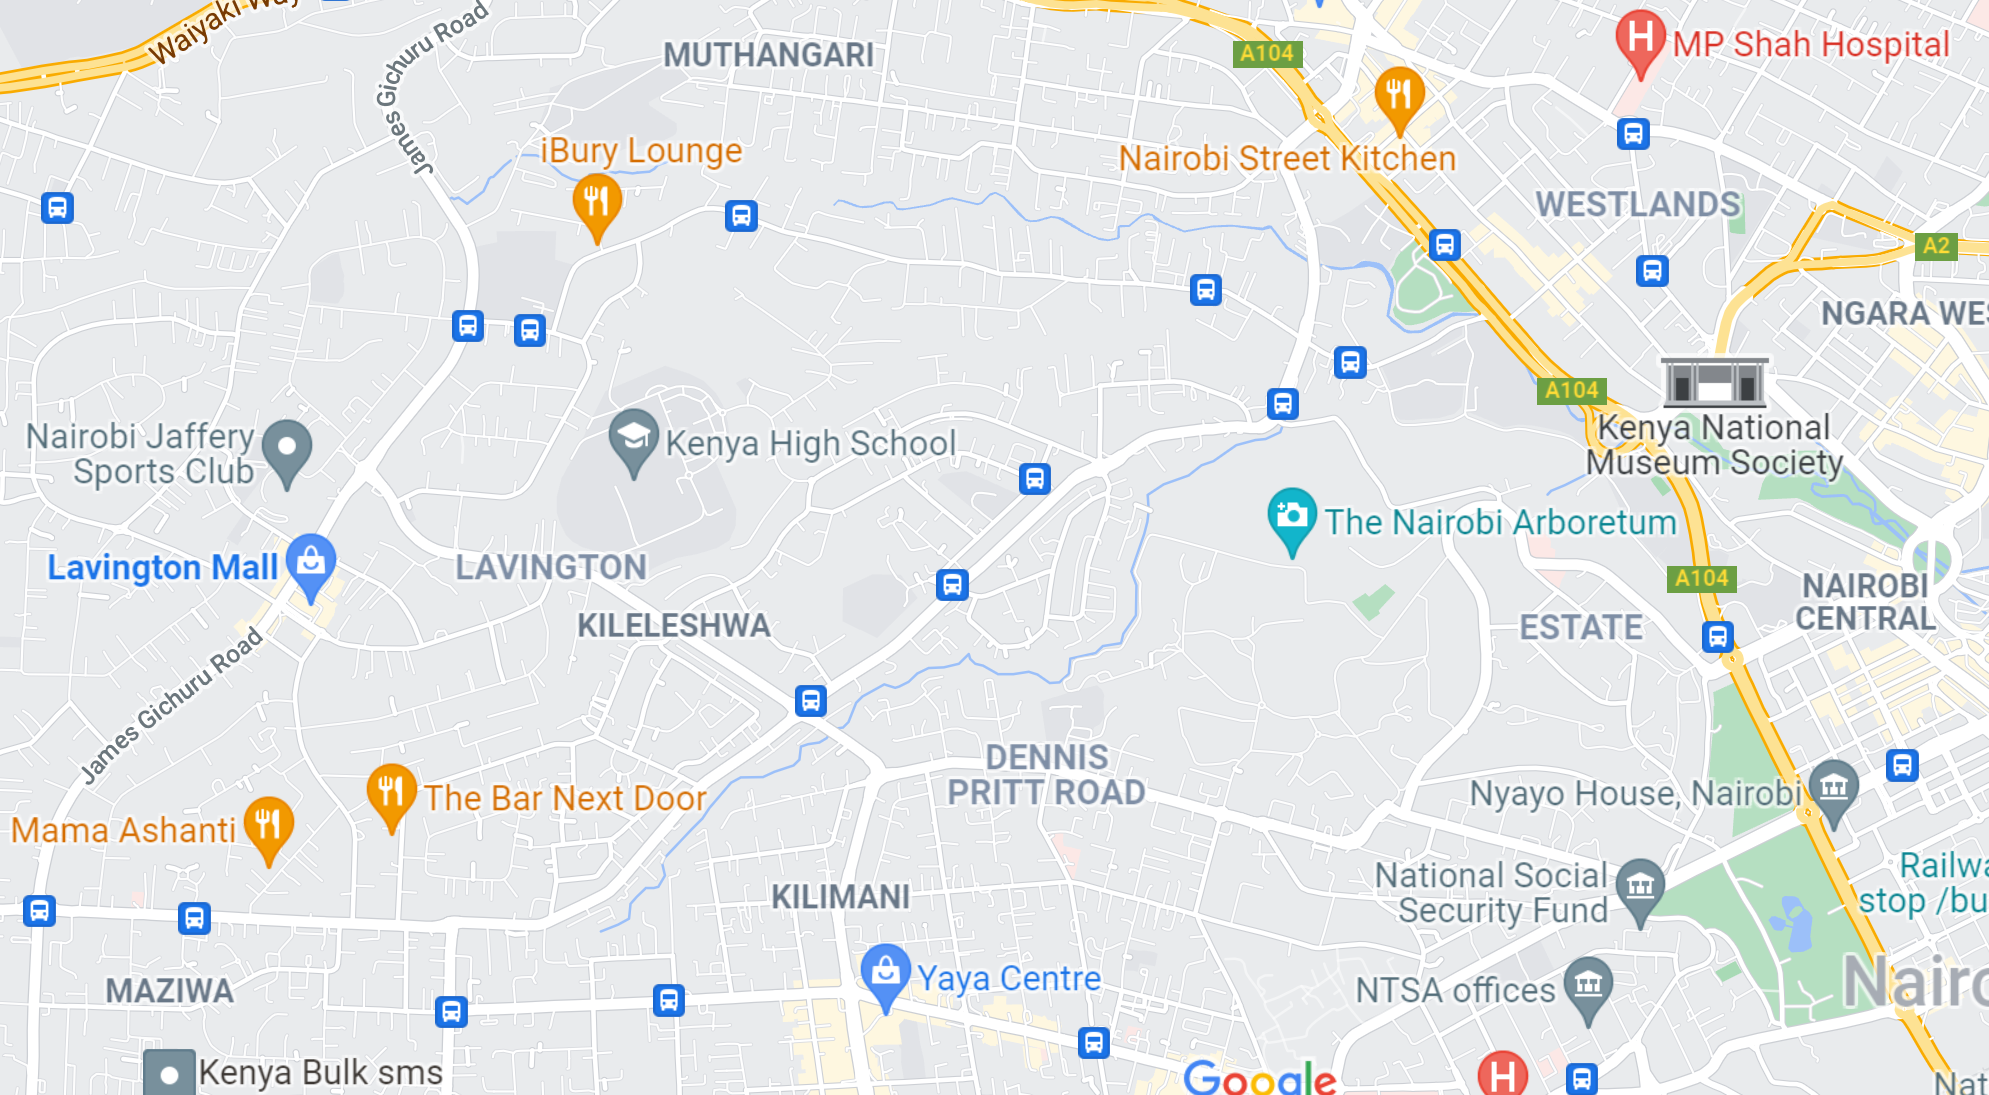 Waiyaki Way
James Gichuru Road
MUTHANGARI
A104
MP Shah Hospital
iBury Lounge
Nairobi Street Kitchen
WESTLANDS
A2
NGARA WES
A104
Nairobi Jaffery
Sports Club
Kenya High School
Kenya National
Museum Society
The Nairobi Arboretum
Lavington Mall
LAVINGTON
A104
NAIROBI
CENTRAL
KILELESHWA
ESTATE
James Gichuru Road
DENNIS
PRITT ROAD
Nyayo House, Nairobi
The Bar Next Door
Mama Ashanti
National Social
Security Fund
Railwa
stop /bu
KILIMANI
Yaya Centre
NTSA offices
Nairo
MAZIWA
Kenya Bulk sms
Google
Nat